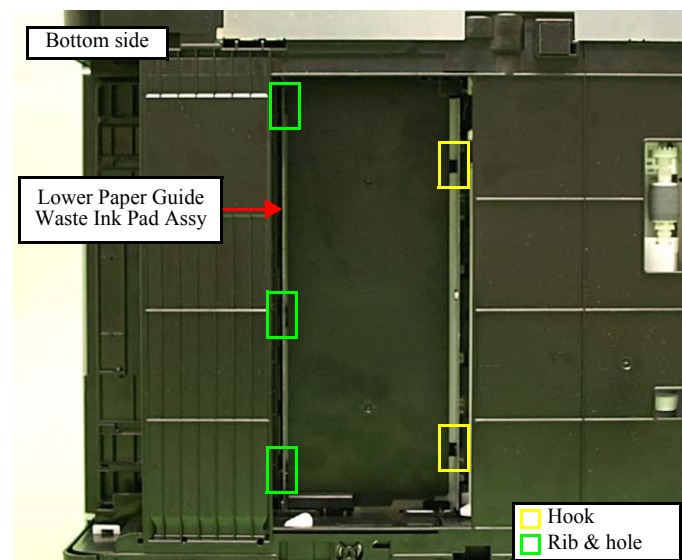 Bottom side
Lower Paper Guide
Waste Ink Pad Assy
Hook
Rib & hole